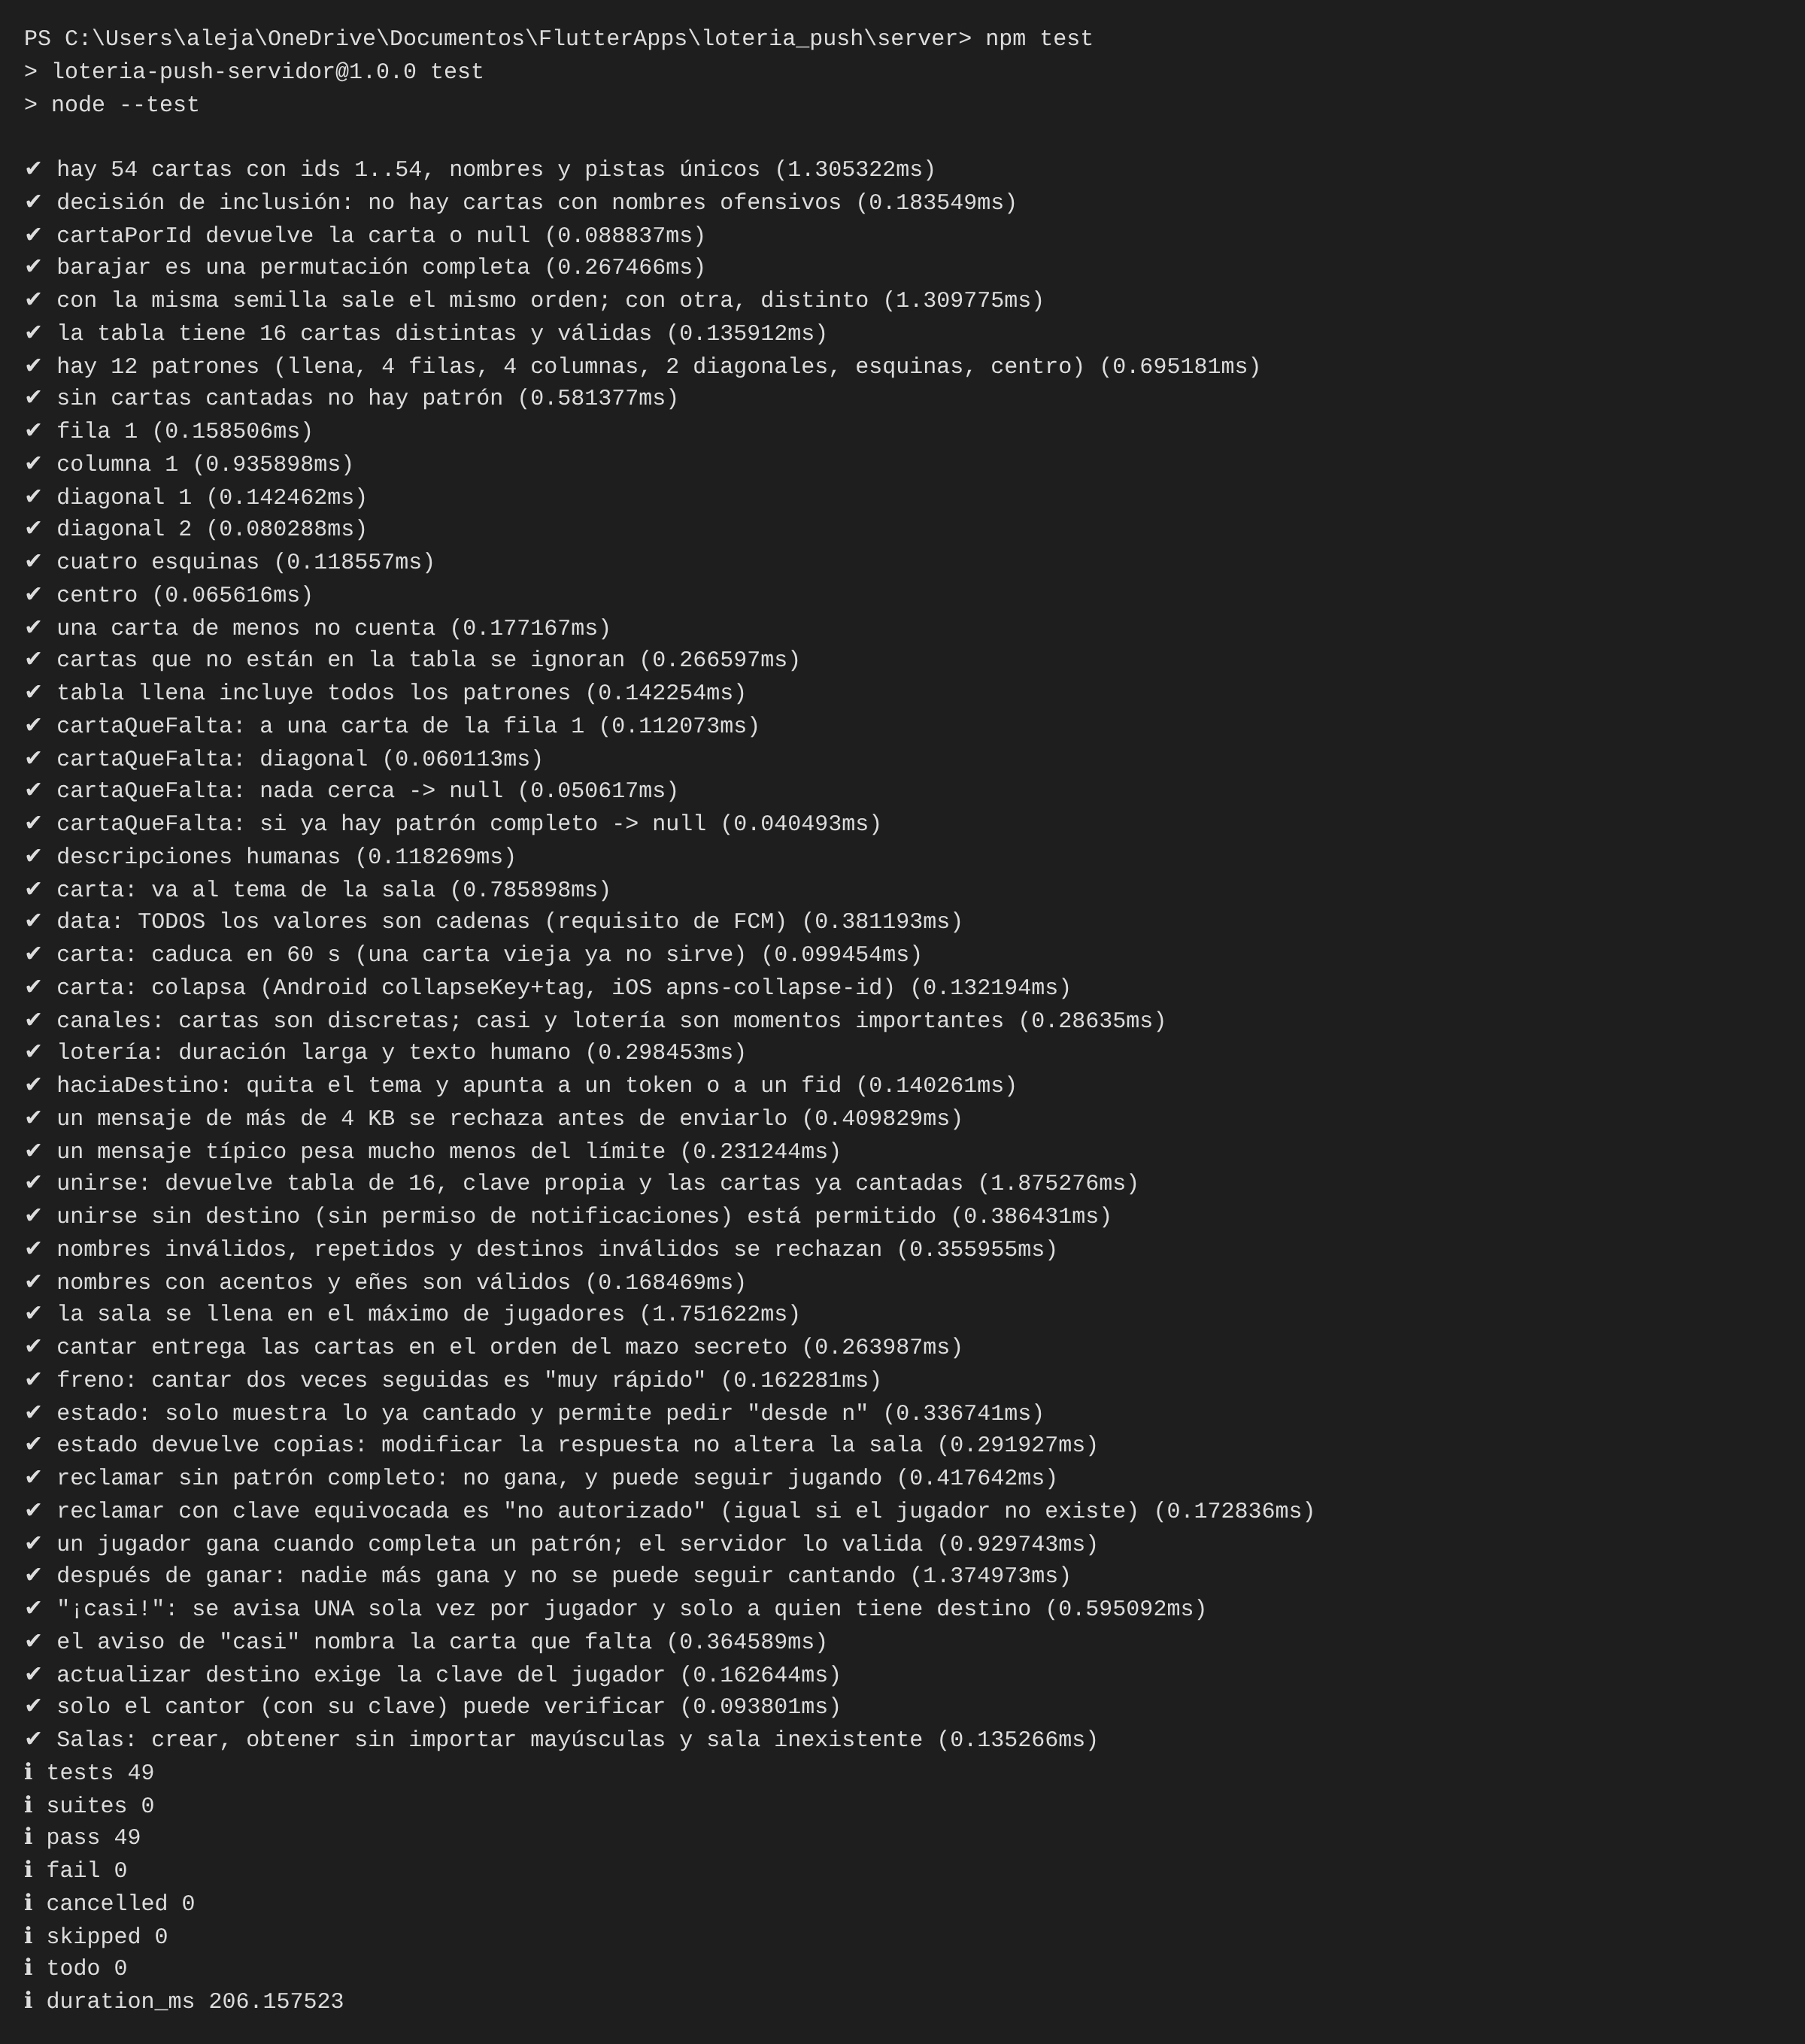 PS C:\Users\aleja\OneDrive\Documentos\FlutterApps\loteria_push\server> npm test
> loteria-push-servidor@1.0.0 test
> node --test
✔ hay 54 cartas con ids 1..54, nombres y pistas únicos (1.305322ms)
✔ decisión de inclusión: no hay cartas con nombres ofensivos (0.183549ms)
✔ cartaPorId devuelve la carta o null (0.088837ms)
✔ barajar es una permutación completa (0.267466ms)
✔ con la misma semilla sale el mismo orden; con otra, distinto (1.309775ms)
✔ la tabla tiene 16 cartas distintas y válidas (0.135912ms)
✔ hay 12 patrones (llena, 4 filas, 4 columnas, 2 diagonales, esquinas, centro) (0.695181ms)
✔ sin cartas cantadas no hay patrón (0.581377ms)
✔ fila 1 (0.158506ms)
✔ columna 1 (0.935898ms)
✔ diagonal 1 (0.142462ms)
✔ diagonal 2 (0.080288ms)
✔ cuatro esquinas (0.118557ms)
✔ centro (0.065616ms)
✔ una carta de menos no cuenta (0.177167ms)
✔ cartas que no están en la tabla se ignoran (0.266597ms)
✔ tabla llena incluye todos los patrones (0.142254ms)
✔ cartaQueFalta: a una carta de la fila 1 (0.112073ms)
✔ cartaQueFalta: diagonal (0.060113ms)
✔ cartaQueFalta: nada cerca -> null (0.050617ms)
✔ cartaQueFalta: si ya hay patrón completo -> null (0.040493ms)
✔ descripciones humanas (0.118269ms)
✔ carta: va al tema de la sala (0.785898ms)
✔ data: TODOS los valores son cadenas (requisito de FCM) (0.381193ms)
✔ carta: caduca en 60 s (una carta vieja ya no sirve) (0.099454ms)
✔ carta: colapsa (Android collapseKey+tag, iOS apns-collapse-id) (0.132194ms)
✔ canales: cartas son discretas; casi y lotería son momentos importantes (0.28635ms)
✔ lotería: duración larga y texto humano (0.298453ms)
✔ haciaDestino: quita el tema y apunta a un token o a un fid (0.140261ms)
✔ un mensaje de más de 4 KB se rechaza antes de enviarlo (0.409829ms)
✔ un mensaje típico pesa mucho menos del límite (0.231244ms)
✔ unirse: devuelve tabla de 16, clave propia y las cartas ya cantadas (1.875276ms)
✔ unirse sin destino (sin permiso de notificaciones) está permitido (0.386431ms)
✔ nombres inválidos, repetidos y destinos inválidos se rechazan (0.355955ms)
✔ nombres con acentos y eñes son válidos (0.168469ms)
✔ la sala se llena en el máximo de jugadores (1.751622ms)
✔ cantar entrega las cartas en el orden del mazo secreto (0.263987ms)
✔ freno: cantar dos veces seguidas es "muy rápido" (0.162281ms)
✔ estado: solo muestra lo ya cantado y permite pedir "desde n" (0.336741ms)
✔ estado devuelve copias: modificar la respuesta no altera la sala (0.291927ms)
✔ reclamar sin patrón completo: no gana, y puede seguir jugando (0.417642ms)
✔ reclamar con clave equivocada es "no autorizado" (igual si el jugador no existe) (0.172836ms)
✔ un jugador gana cuando completa un patrón; el servidor lo valida (0.929743ms)
✔ después de ganar: nadie más gana y no se puede seguir cantando (1.374973ms)
✔ "¡casi!": se avisa UNA sola vez por jugador y solo a quien tiene destino (0.595092ms)
✔ el aviso de "casi" nombra la carta que falta (0.364589ms)
✔ actualizar destino exige la clave del jugador (0.162644ms)
✔ solo el cantor (con su clave) puede verificar (0.093801ms)
✔ Salas: crear, obtener sin importar mayúsculas y sala inexistente (0.135266ms)
ℹ tests 49
ℹ suites 0
ℹ pass 49
ℹ fail 0
ℹ cancelled 0
ℹ skipped 0
ℹ todo 0
ℹ duration_ms 206.157523